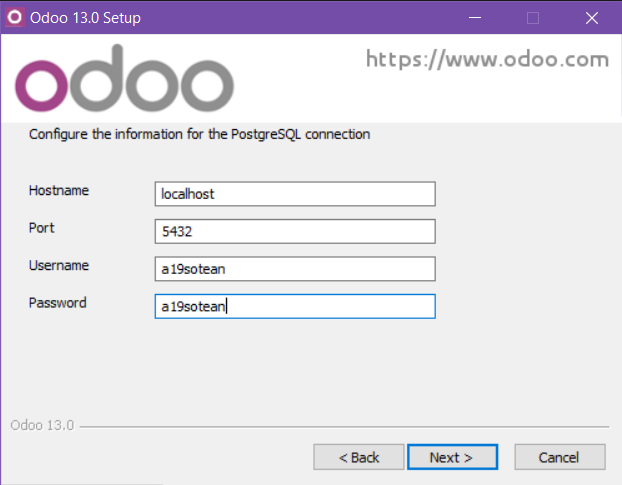 Odoo 13.0 Setup
odoo
https://www.odoo.com
Configure the information for the PostgreSQL connection
Hostname
localhost
Port
5432
Username
a19sotean
Password
a19sotean
Odoo 13.0
< Back
Next >
Cancel